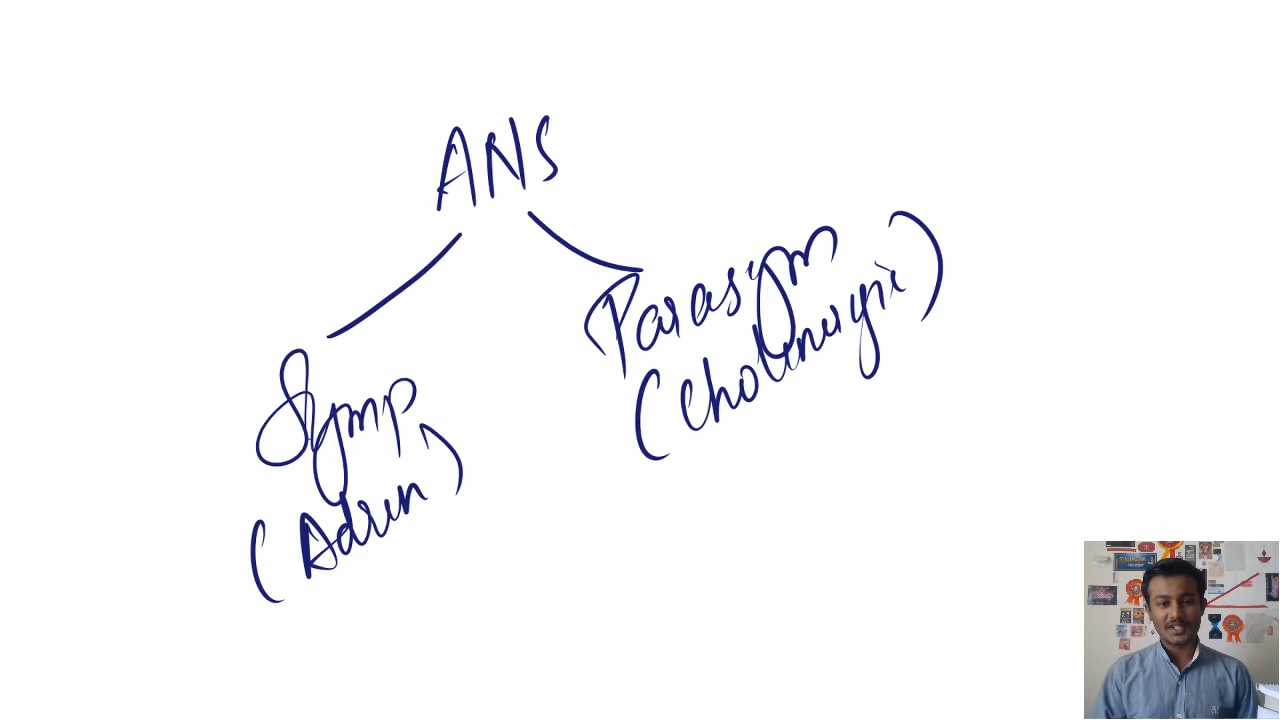 ANS
Parasym
(Cholinergic)
Symp
(Adren)